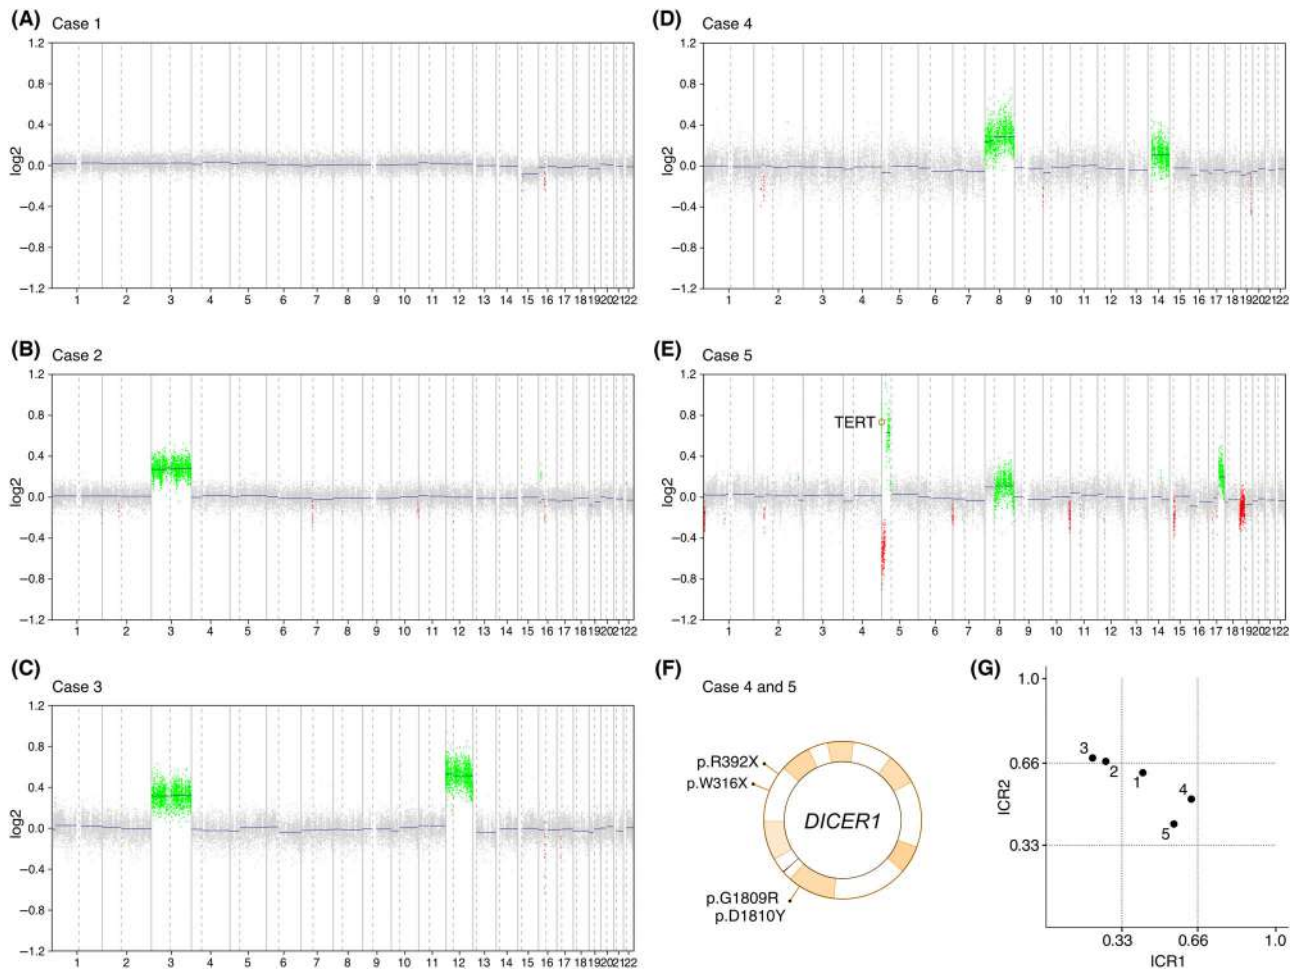 (A) Case 1
1.2
0.8
0.4
0.0
−0.4
−0.8
−1.2
log2
1 2 3 4 5 6 7 8 9 10 11 12 13 14 15 16 17 18 19 20 21 22
(B) Case 2
1.2
0.8
0.4
0.0
−0.4
−0.8
−1.2
log2
1 2 3 4 5 6 7 8 9 10 11 12 13 14 15 16 17 18 19 20 21 22
(C) Case 3
1.2
0.8
0.4
0.0
−0.4
−0.8
−1.2
log2
1 2 3 4 5 6 7 8 9 10 11 12 13 14 15 16 17 18 19 20 21 22
(D) Case 4
1.2
0.8
0.4
0.0
−0.4
−0.8
−1.2
log2
1 2 3 4 5 6 7 8 9 10 11 12 13 14 15 16 17 18 19 20 21 22
(E) Case 5
1.2
0.8
0.4
0.0
−0.4
−0.8
−1.2
log2
TERT
1 2 3 4 5 6 7 8 9 10 11 12 13 14 15 16 17 18 19 20 21 22
(F) Case 4 and 5
p.R392X
p.W316X
DICER1
p.G1809R
p.D1810Y
(G)
1.0
0.66
0.33
ICR2
3
2
1
4
5
0.33 0.66 1.0
ICR1